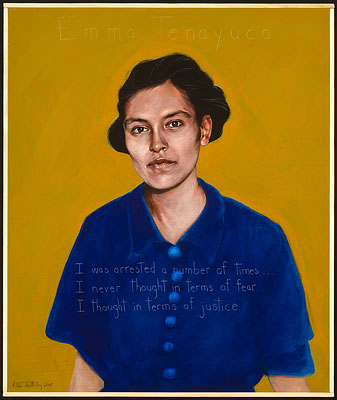 Emma Tenayuca
I was arrested a number of times...
I never thought in terms of fear.
I thought in terms of justice.